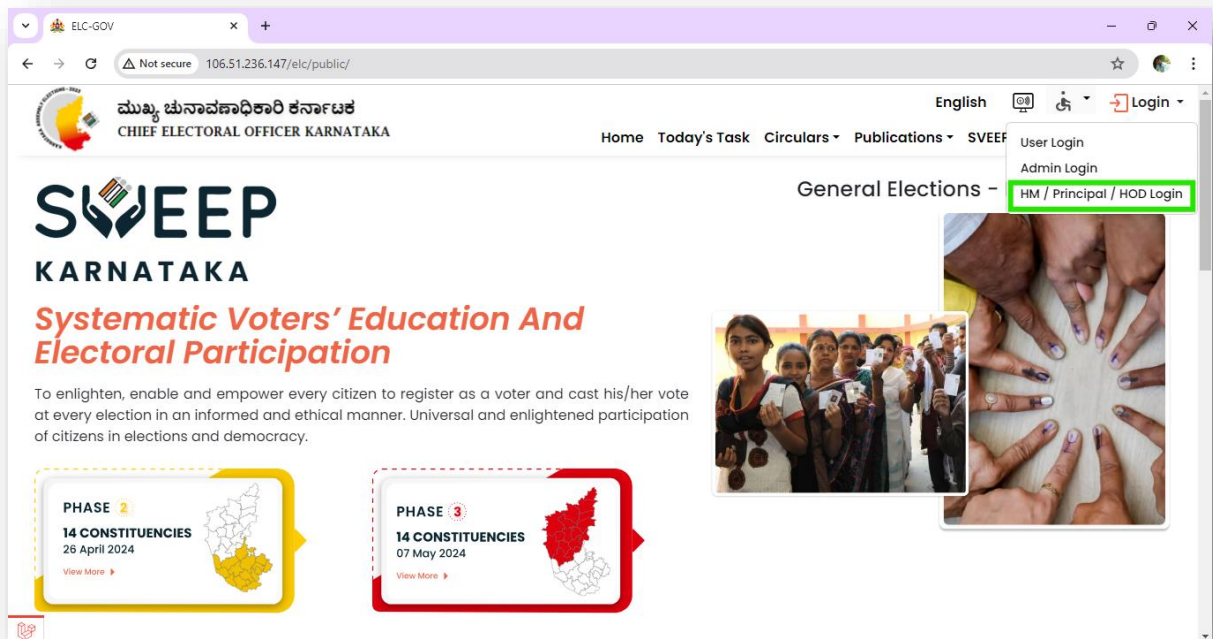 ELC-GOV
Not secure 106.51.236.147/elc/public/
ಮುಖ್ಯ ಚುನಾವಣಾಧಿಕಾರಿ ಕರ್ನಾಟಕ
CHIEF ELECTORAL OFFICER KARNATAKA
English
Login
Home Today's Task Circulars Publications SVEEP
User Login
Admin Login
HM / Principal / HOD Login
SWEEP
KARNATAKA
General Elections -
Systematic Voters' Education And
Electoral Participation
To enlighten, enable and empower every citizen to register as a voter and cast his/her vote
at every election in an informed and ethical manner. Universal and enlightened participation
of citizens in elections and democracy.
PHASE 2
14 CONSTITUENCIES
26 April 2024
View More
PHASE 3
14 CONSTITUENCIES
07 May 2024
View More